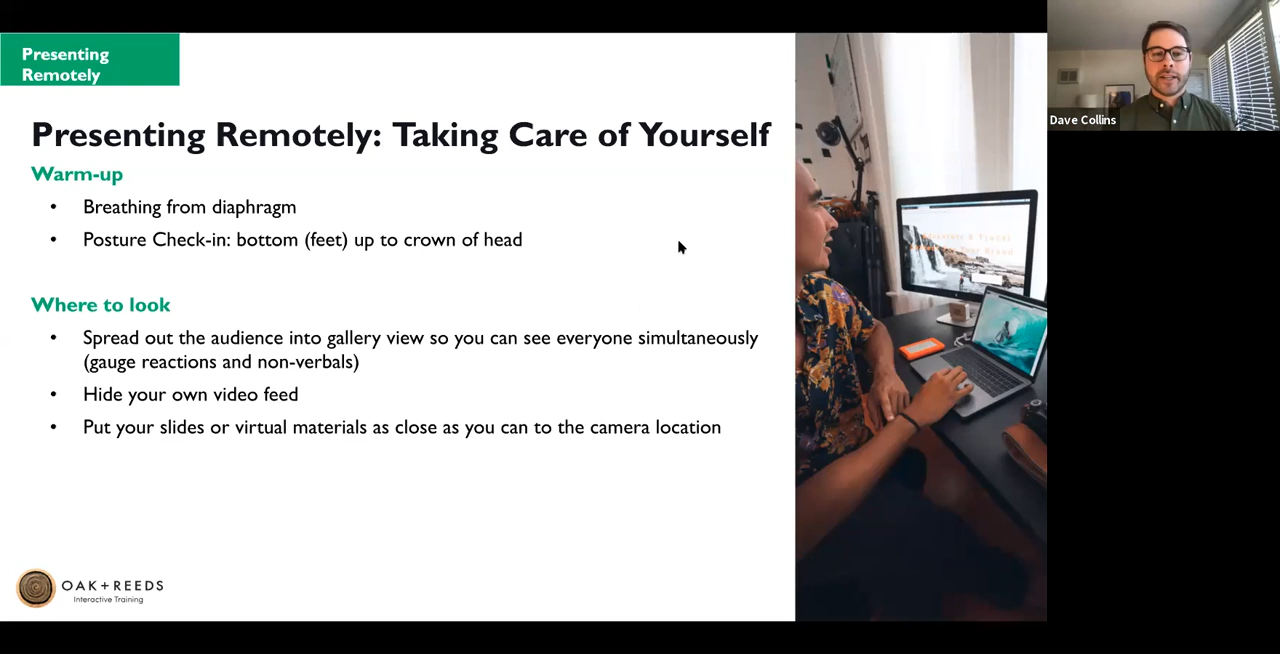 Presenting
Remotely
Presenting Remotely: Taking Care of Yourself
Warm-up
• Breathing from diaphragm
• Posture Check-in: bottom (feet) up to crown of head
Where to look
• Spread out the audience into gallery view so you can see everyone simultaneously
(gauge reactions and non-verbals)
• Hide your own video feed
• Put your slides or virtual materials as close as you can to the camera location
OAK+REEDS
Interactive Training
Dave Collins